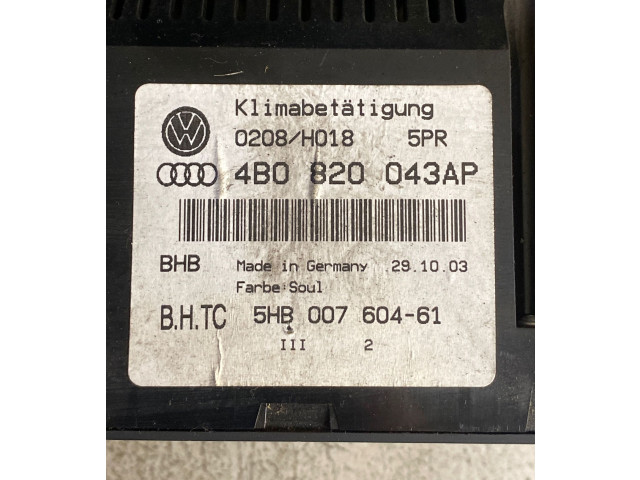 Klimabetätigung
0208/H018 5PR
4B0 820 043AP
BHB Made in Germany 29.10.03
Farbe:Soul
B.H.TC 5HB 007 604-61
III 2